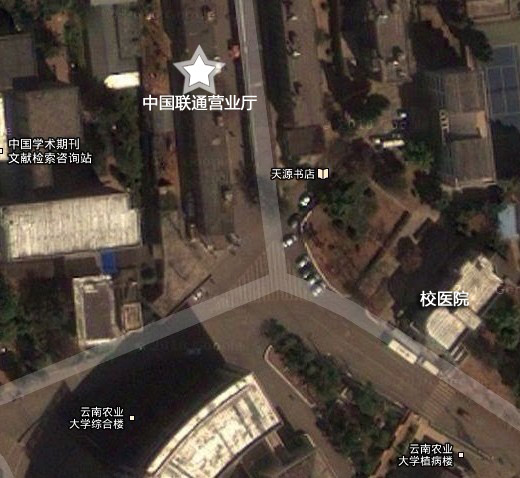 中国联通营业厅
中国学术期刊
文献检索咨询站
天源书店
校医院
云南农业
大学综合楼
云南农业
大学植病楼